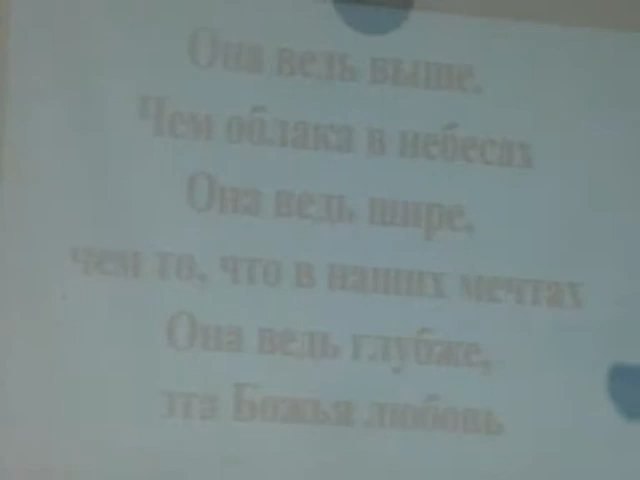 Она ведь выше,
Чем облака в небесах
Она ведь шире,
чем то, что в наших мечтах
Она ведь глубже,
эта Божья любовь